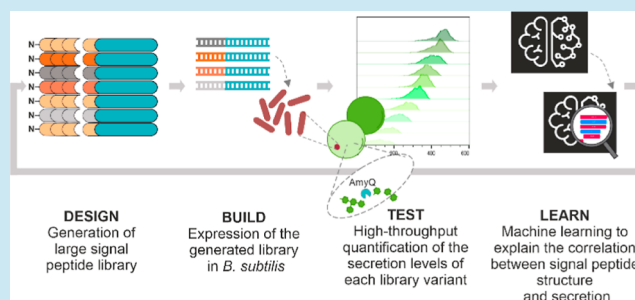 N-
N-
N-
N-
N-
N-
N-
200
400
600
AmyQ
DESIGN
Generation of
large signal
peptide library
BUILD
Expression of the
generated library
in B. subtilis
TEST
High-throughput
quantification of the
secretion levels of
each library variant
LEARN
Machine learning to
explain the correlation
between signal peptide
structure
and secretion